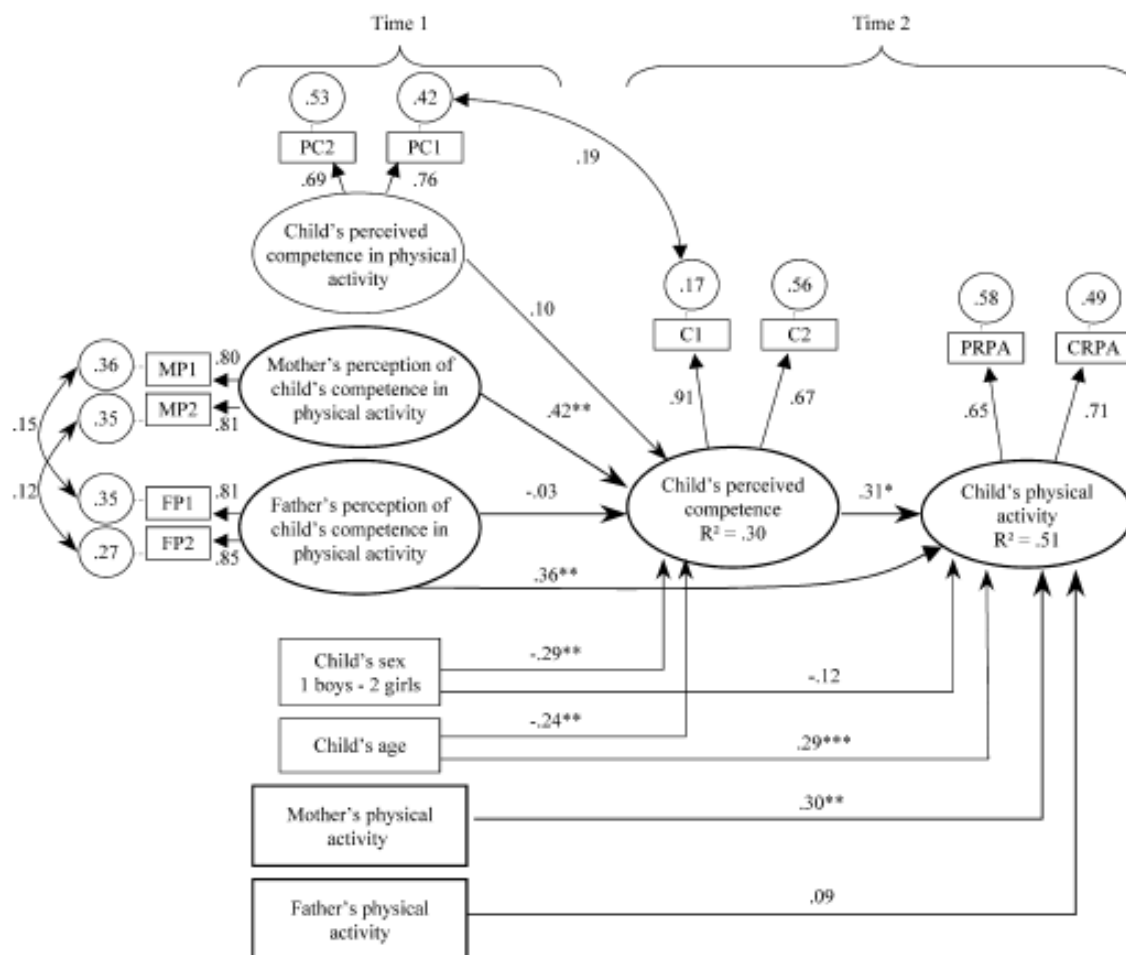 Time 1
Time 2
.53
.42
PC2
PC1
.69
.76
.19
Child's perceived
competence in physical
activity
.10
.17
.56
C1
C2
.91
.67
.58
.49
PRPA
CRPA
.65
.71
.36
MP1
.80
.35
MP2
.81
.15
.12
Mother's perception of
child's competence in
physical activity
.42**
.35
FP1
.81
.27
FP2
.85
Father's perception of
child's competence in
physical activity
-.03
.36**
Child's perceived
competence
R² = .30
.31*
Child's physical
activity
R² = .51
Child's sex
1 boys - 2 girls
-.29**
-.12
Child's age
-.24**
.29***
Mother's physical
activity
.30**
Father's physical
activity
.09